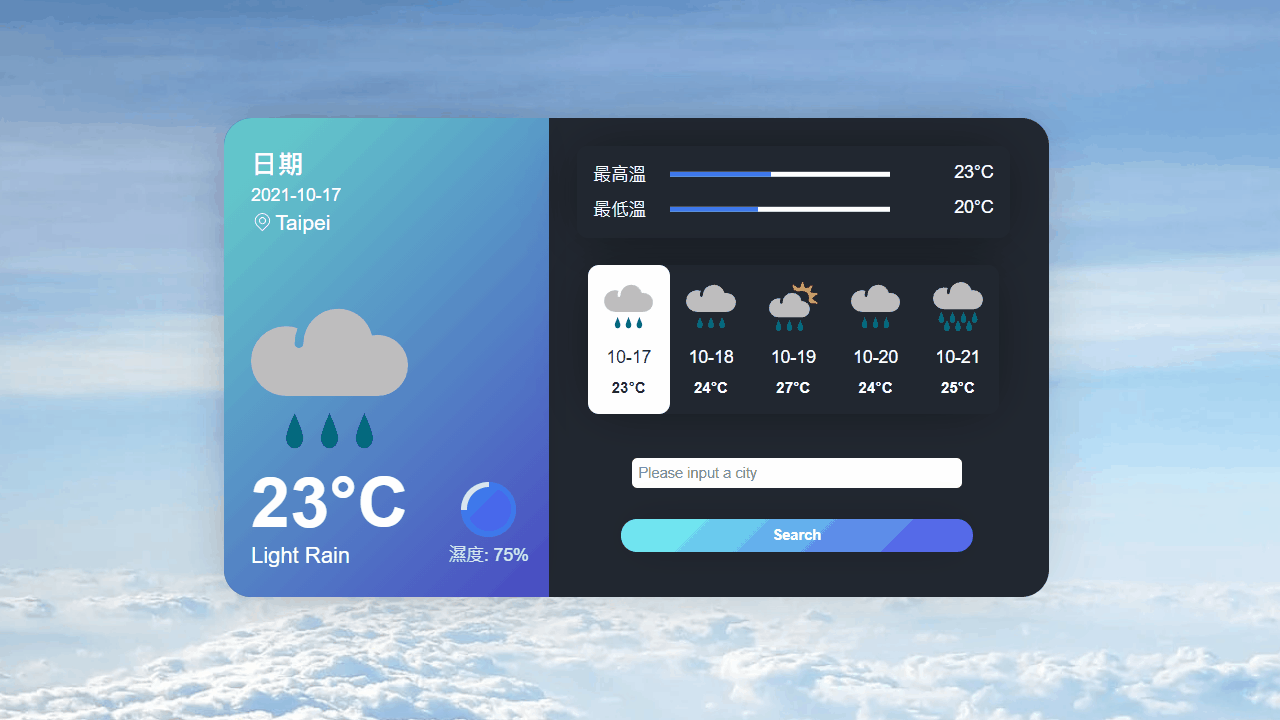 日期
2021-10-17
Taipei
23°C
Light Rain
濕度: 75%
最高溫 23°C
最低溫 20°C
10-17 10-18 10-19 10-20 10-21
23°C 24°C 27°C 24°C 25°C
Please input a city
Search